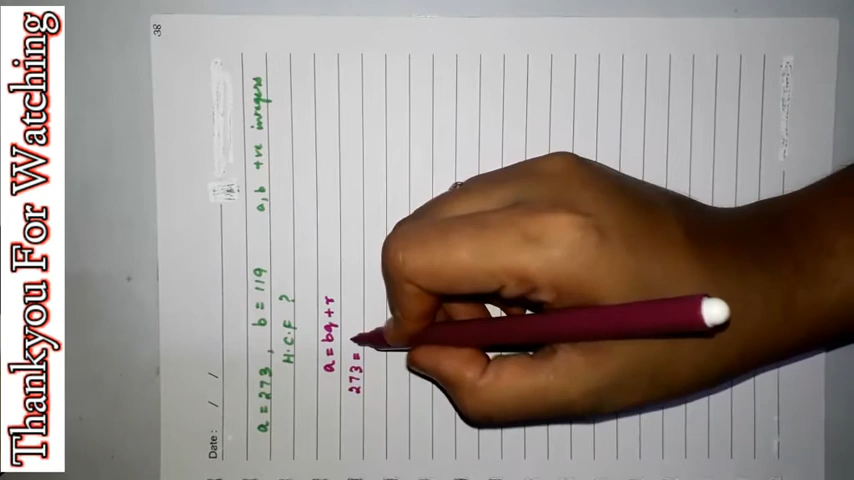 Thankyou For Watching
38
Date: / /
a = 273, b = 119 a, b +ve integers
H.C.F ?
a = bq + r
273 =